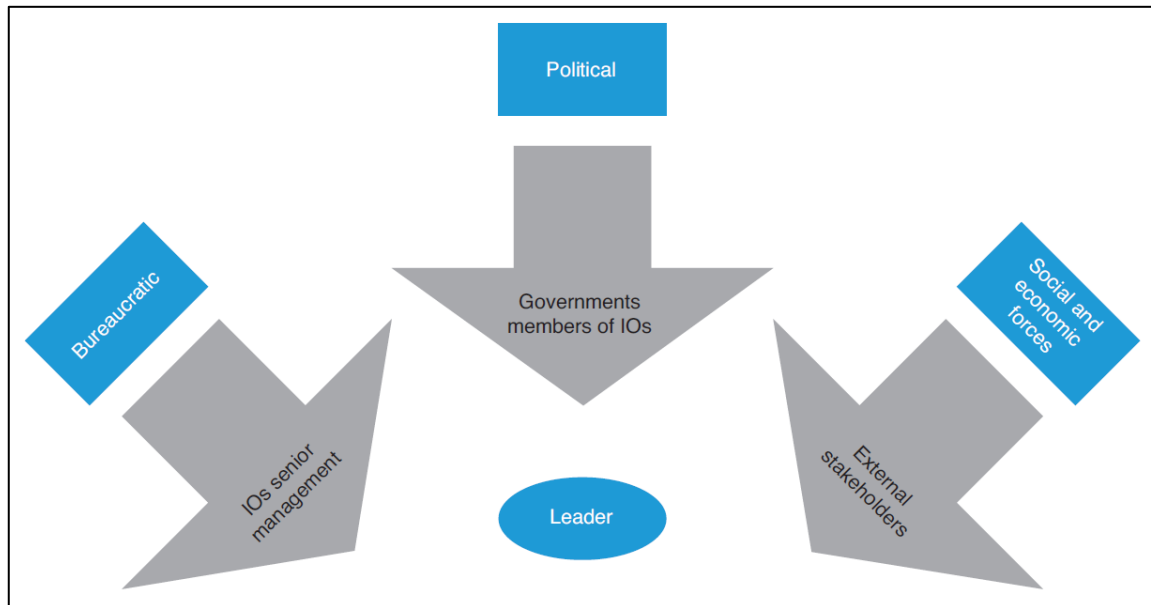 Political
Governments
members of IOs
Bureaucratic
IOs senior
management
Social and
economic
forces
External
stakeholders
Leader